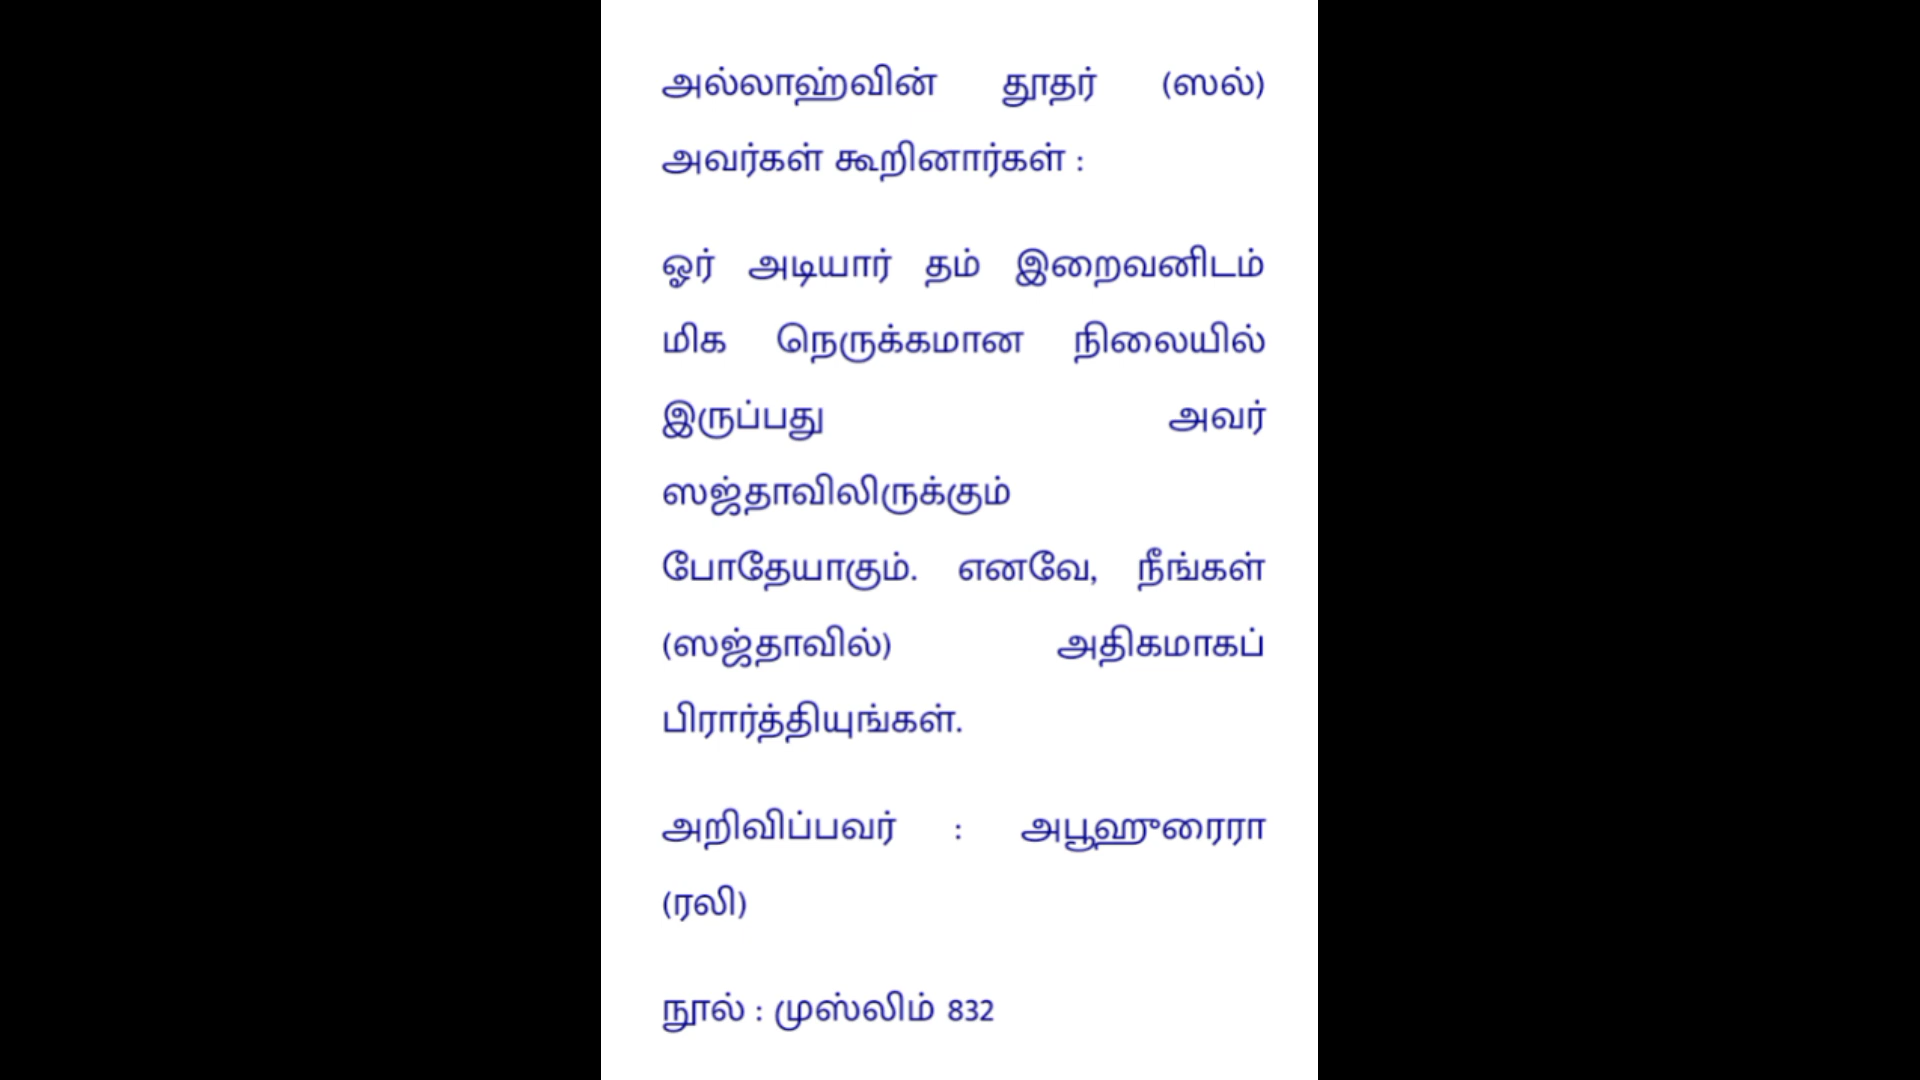 அல்லாஹ்வின் தூதர் (ஸல்)
அவர்கள் கூறினார்கள் :
ஓர் அடியார் தம் இறைவனிடம்
மிக நெருக்கமான நிலையில்
இருப்பது அவர்
ஸஜ்தாவிலிருக்கும்
போதேயாகும். எனவே, நீங்கள்
(ஸஜ்தாவில்) அதிகமாகப்
பிரார்த்தியுங்கள்.
அறிவிப்பவர் : அபூஹுரைரா
(ரலி)
நூல் : முஸ்லிம் 832